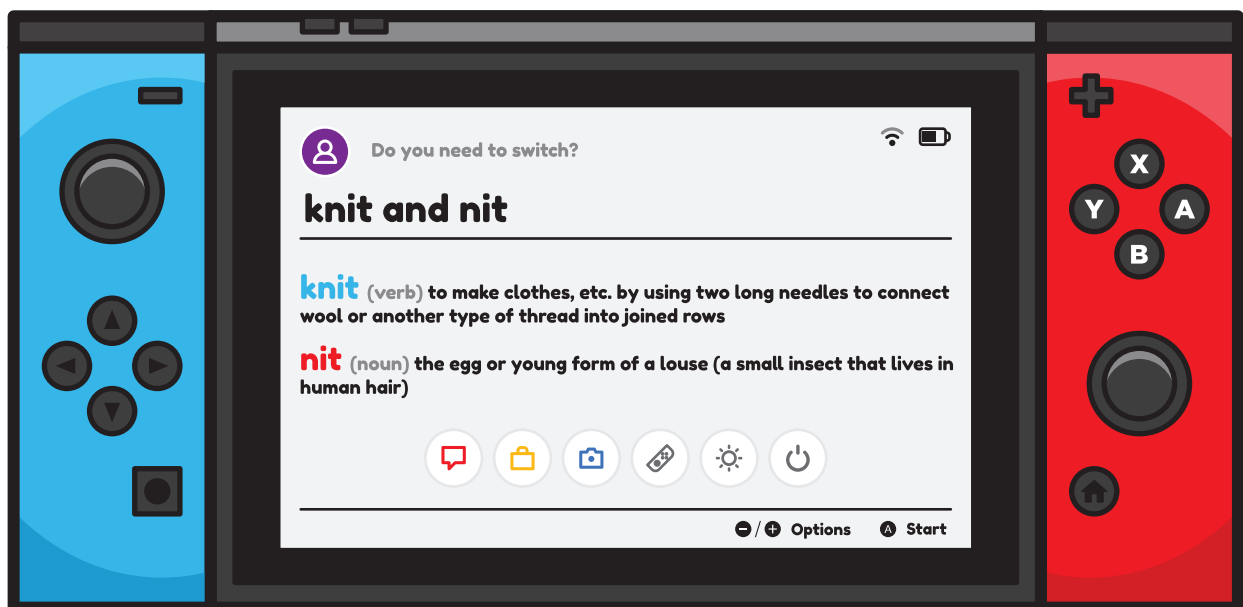 Do you need to switch?
knit and nit
knit (verb) to make clothes, etc. by using two long needles to connect
wool or another type of thread into joined rows
nit (noun) the egg or young form of a louse (a small insect that lives in
human hair)
X
Y A
B
-/+ Options A Start